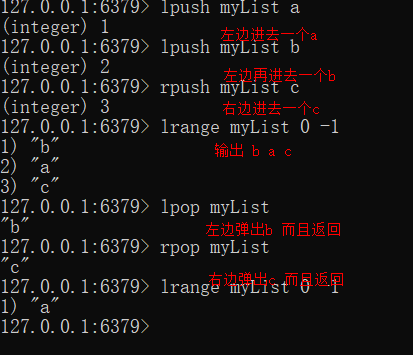 127.0.0.1:6379> lpush myList a
(integer) 1
左边进去一个a
127.0.0.1:6379> lpush myList b
(integer) 2
左边再进去一个b
127.0.0.1:6379> rpush myList c
(integer) 3
右边进去一个c
127.0.0.1:6379> lrange myList 0 -1
1) "b"
输出 b a c
2) "a"
3) "c"
127.0.0.1:6379> lpop myList
"b"
左边弹出b 而且返回
127.0.0.1:6379> rpop myList
"c"
右边弹出c 而且返回
127.0.0.1:6379> lrange myList 0 -1
1) "a"
127.0.0.1:6379>